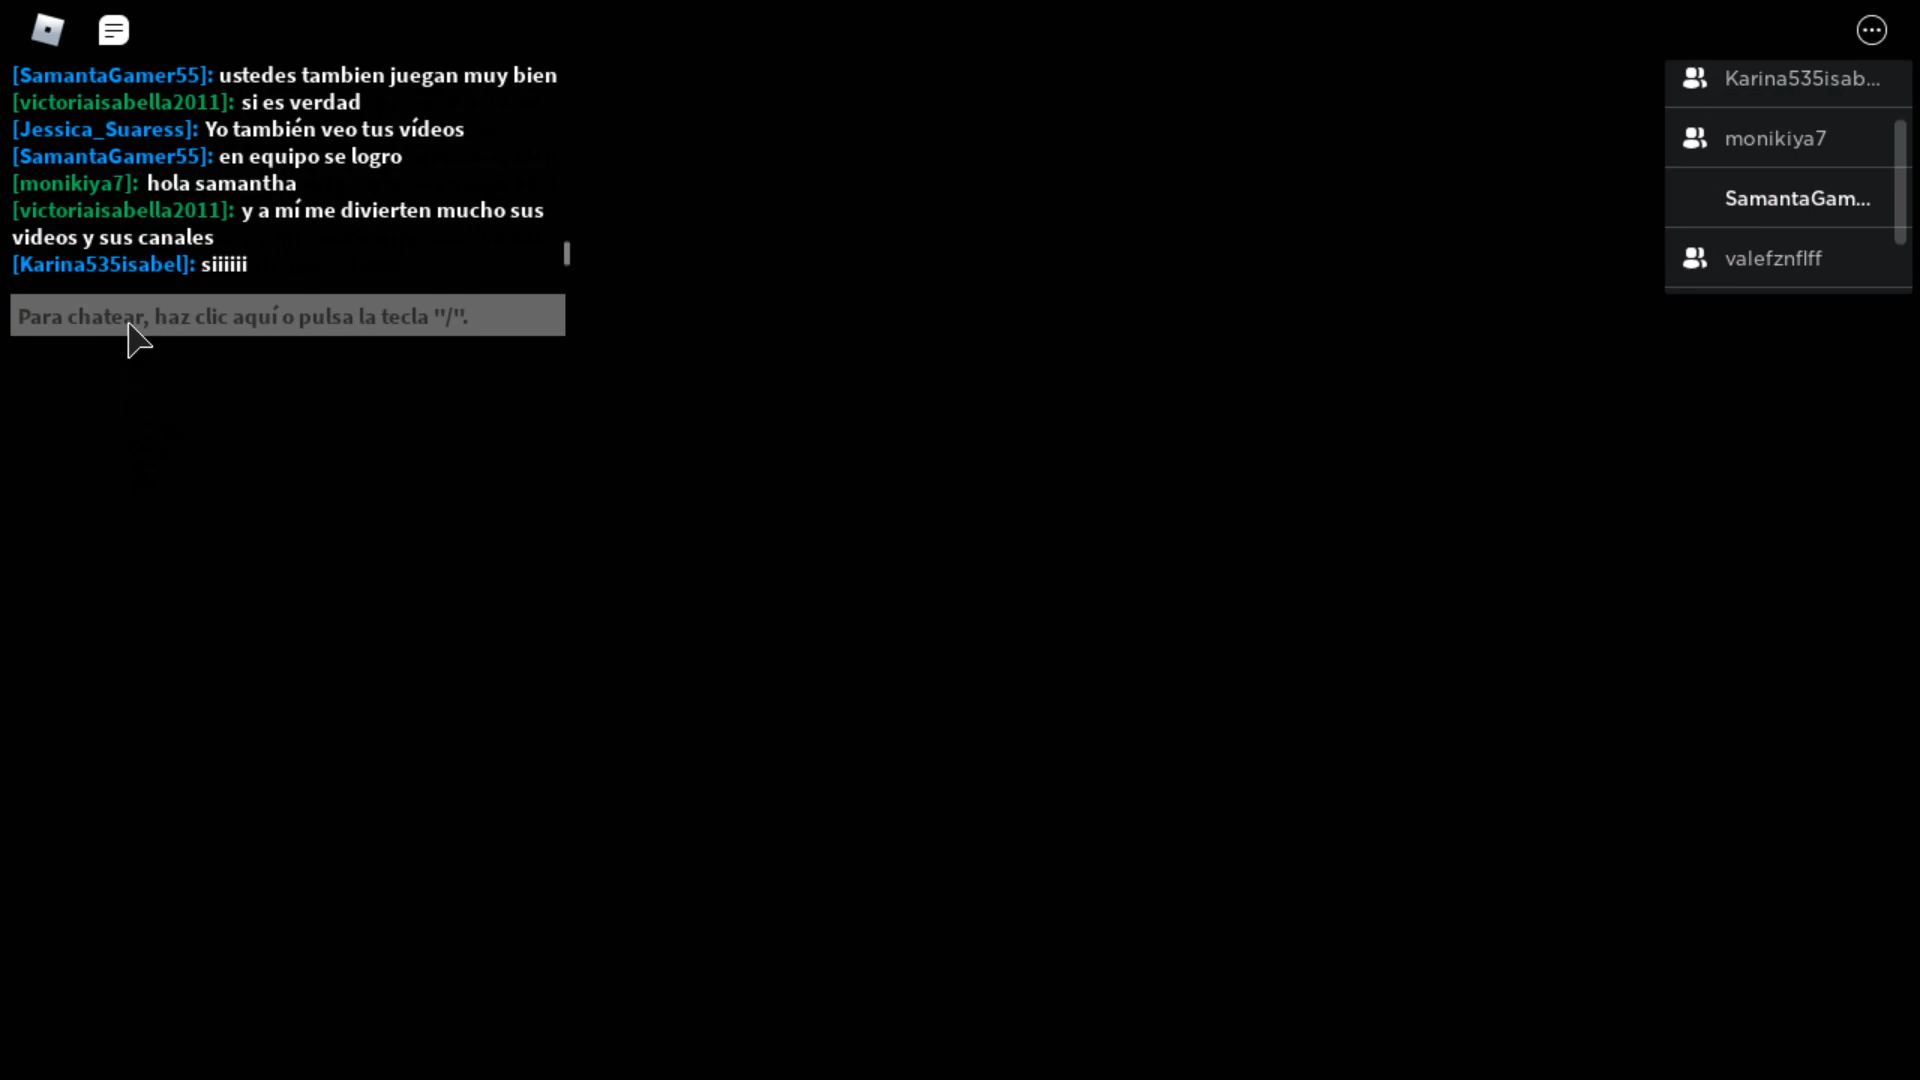 [SamantaGamer55]: ustedes tambien juegan muy bien
[victoriaisabella2011]: si es verdad
[Jessica_Suaress]: Yo también veo tus vídeos
[SamantaGamer55]: en equipo se logro
[monikiya7]: hola samantha
[victoriaisabella2011]: y a mí me divierten mucho sus
videos y sus canales
[Karina535isabel]: siiiiii
Para chatear, haz clic aquí o pulsa la tecla "/".
Karina535isab...
monikiya7
SamantaGam...
valefznflff